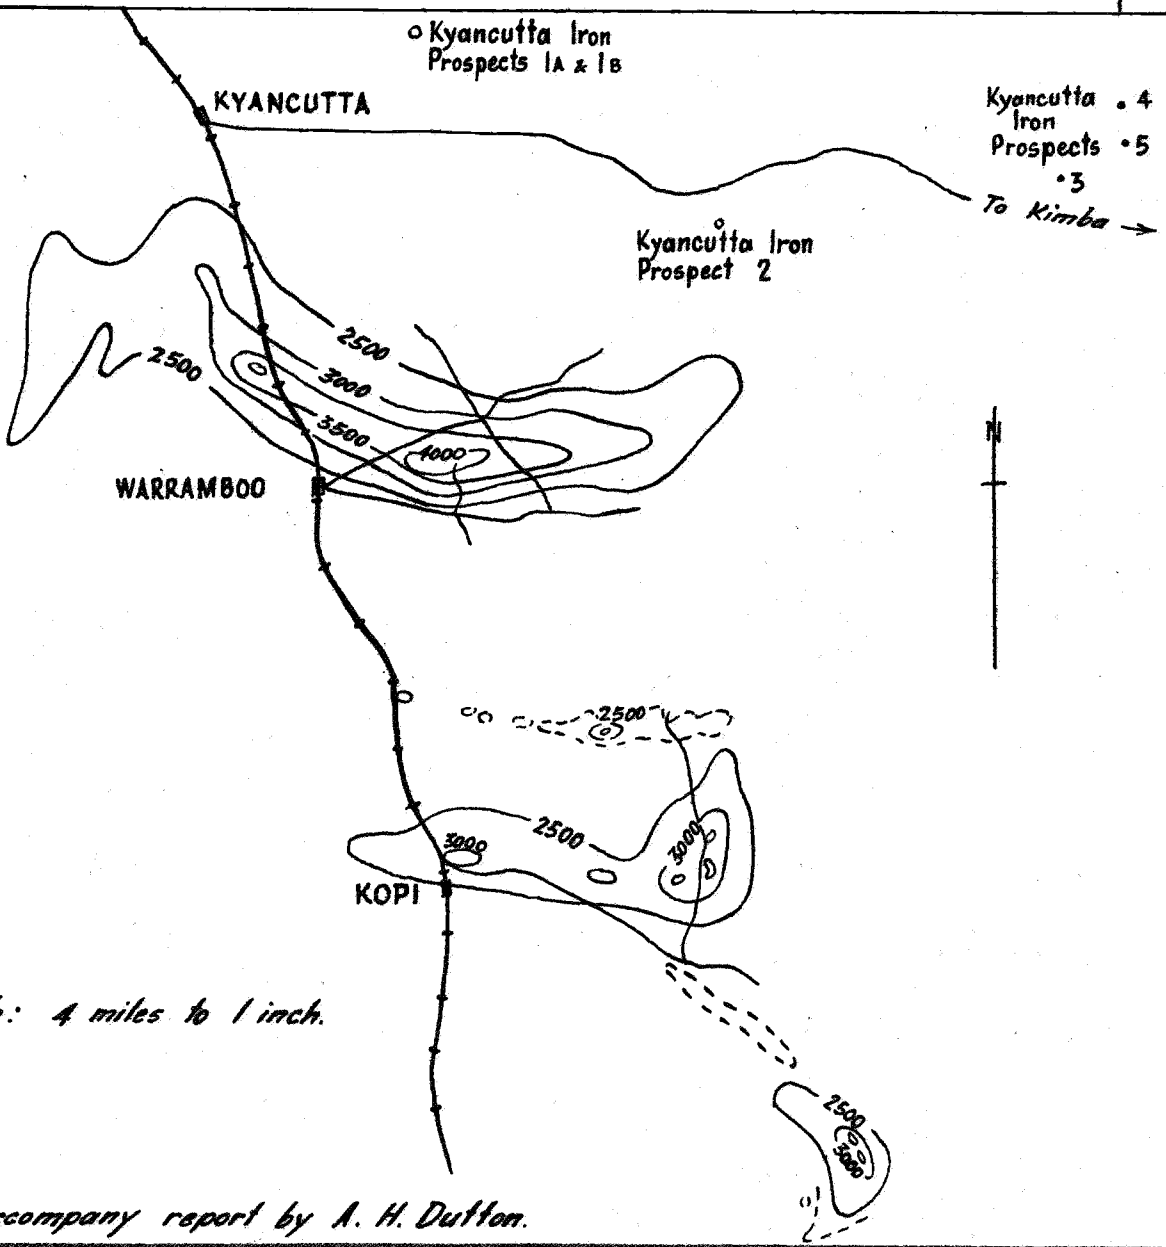 Kyancutta Iron
Prospects 1A & 1B
KYANCUTTA
Kyancutta . 4
Iron
Prospects • 5
• 3
To Kimba →
Kyancutta Iron
Prospect 2
2500
2500
3000
3500
4000
N
WARRAMBOO
2500
2500
3000
3000
KOPI
4 miles to 1 inch.
2500
3000
company report by A. H. Dutton.